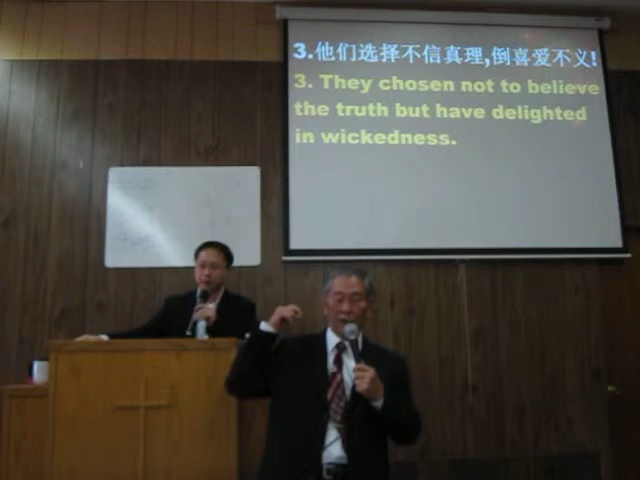 3.他们选择不信真理,倒喜爱不义!
3. They chosen not to believe
the truth but have delighted
in wickedness.